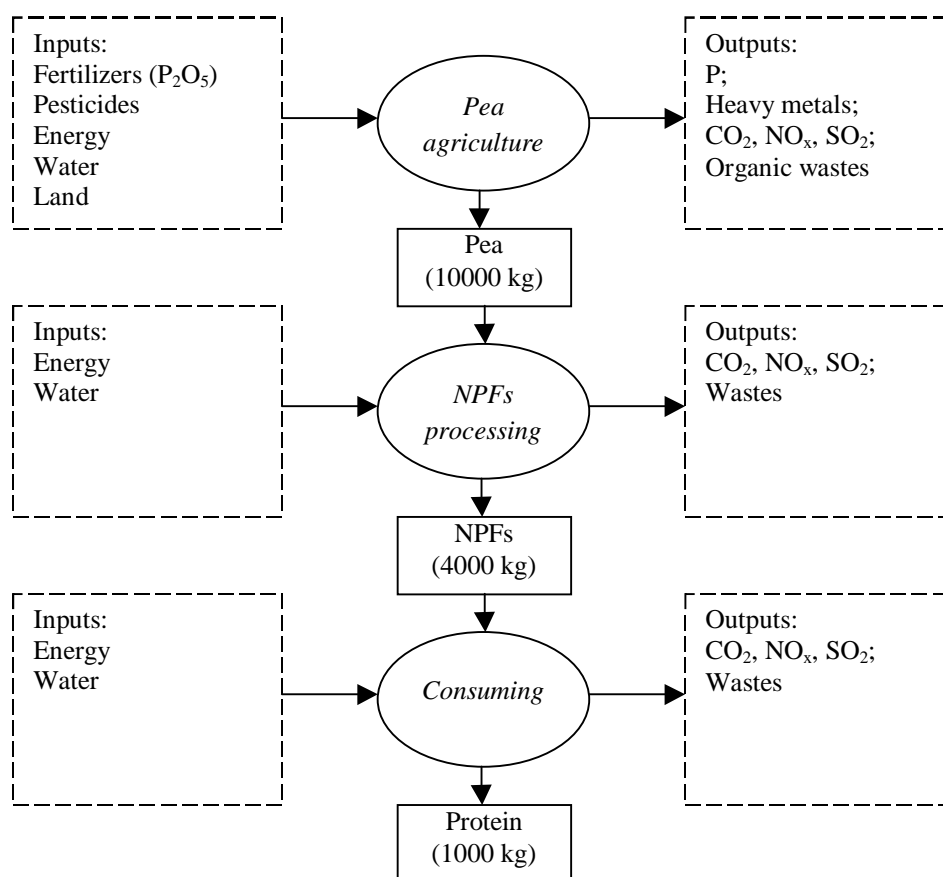 Inputs:
Fertilizers (P₂O₅)
Pesticides
Energy
Water
Land
Pea
agriculture
Outputs:
P;
Heavy metals;
CO₂, NOₓ, SO₂;
Organic wastes
Pea
(10000 kg)
Inputs:
Energy
Water
NPFs
processing
Outputs:
CO₂, NOₓ, SO₂;
Wastes
NPFs
(4000 kg)
Inputs:
Energy
Water
Consuming
Outputs:
CO₂, NOₓ, SO₂;
Wastes
Protein
(1000 kg)